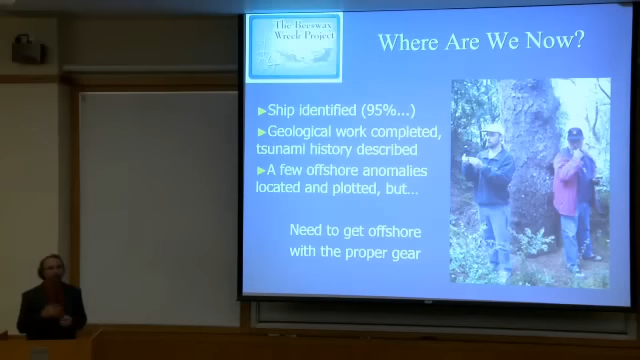 The Beeswax
Wreck Project
Where Are We Now?
▶Ship identified (95%...)
▶Geological work completed,
tsunami history described
▶A few offshore anomalies
located and plotted, but...
Need to get offshore
with the proper gear